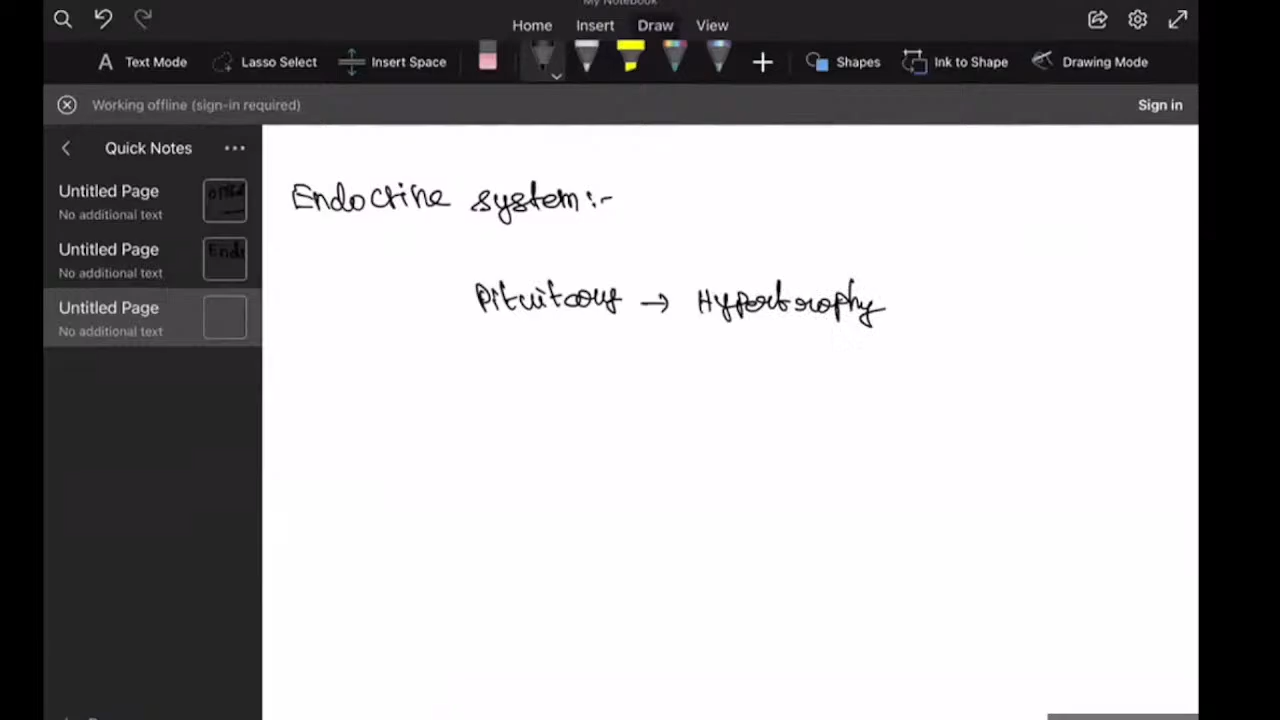 My Notebook
Home Insert Draw View
Text Mode Lasso Select Insert Space Shapes Ink to Shape Drawing Mode
Working offline (sign-in required) Sign in
Quick Notes
Untitled Page
No additional text
Untitled Page
No additional text
Untitled Page
No additional text
Endocrine system:-
Pituitary → Hypertrophy